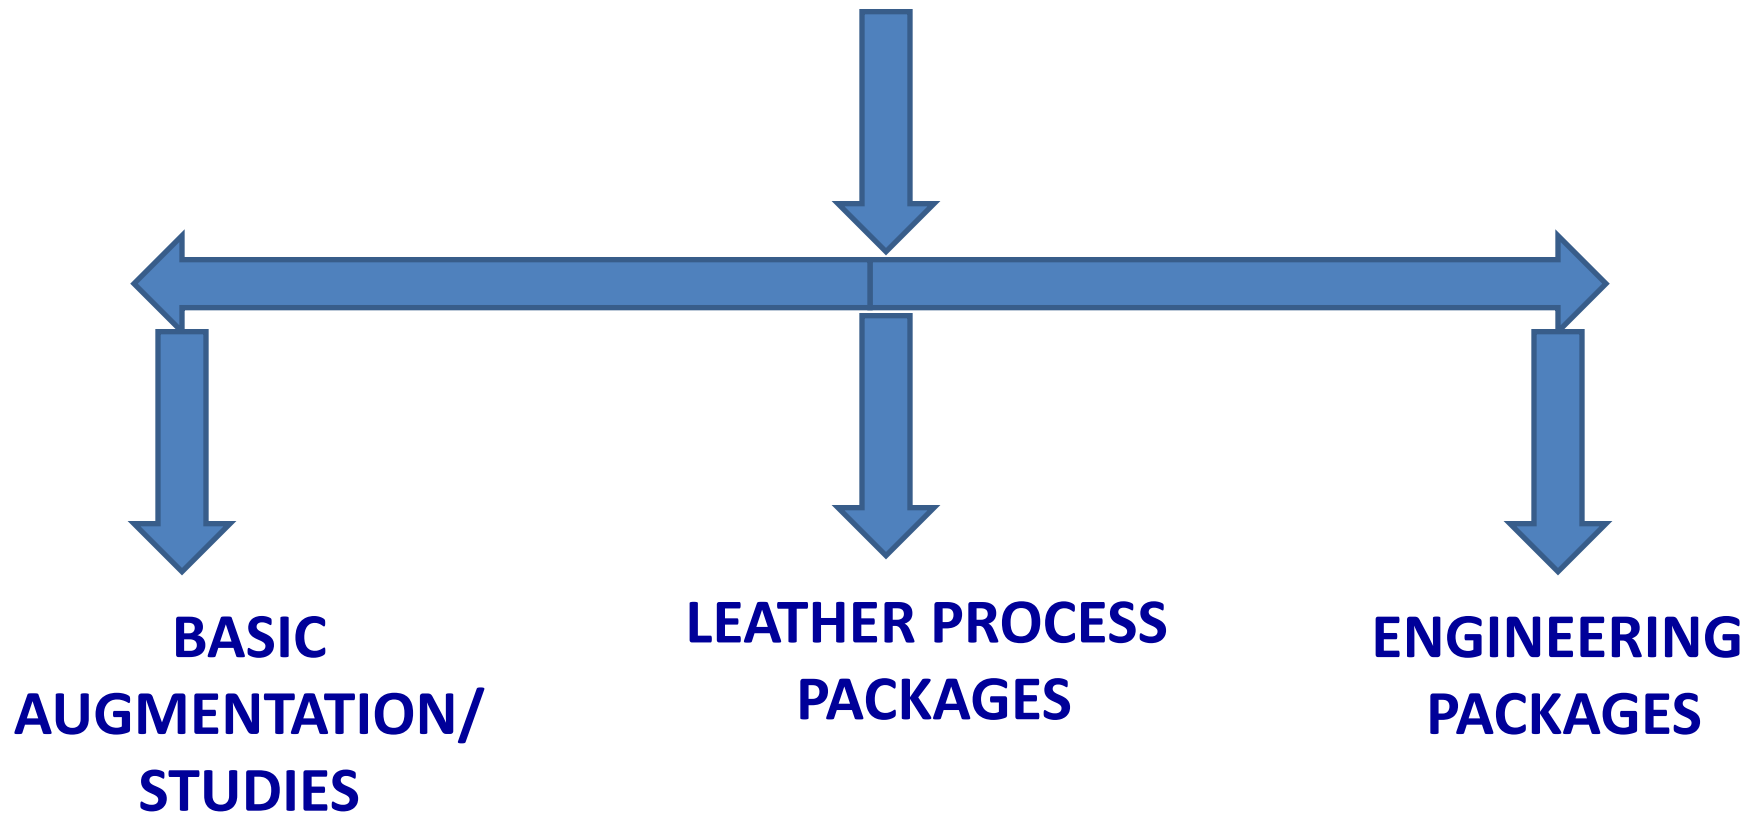 BASIC
AUGMENTATION/
STUDIES
LEATHER PROCESS
PACKAGES
ENGINEERING
PACKAGES